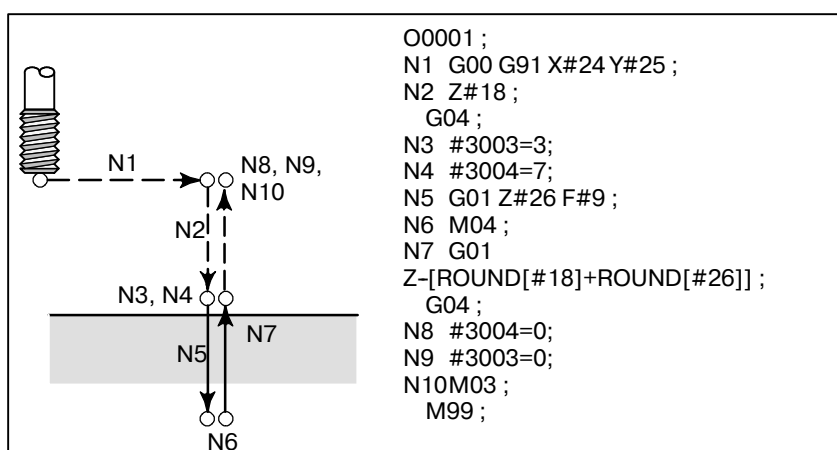 O0001 ;
N1 G00 G91 X#24 Y#25 ;
N2 Z#18 ;
G04 ;
N3 #3003=3;
N4 #3004=7;
N5 G01 Z#26 F#9 ;
N6 M04 ;
N7 G01
Z-[ROUND[#18]+ROUND[#26]] ;
G04 ;
N8 #3004=0;
N9 #3003=0;
N10M03 ;
M99 ;
N1
N8, N9,
N10
N2
N3, N4
N7
N5
N6